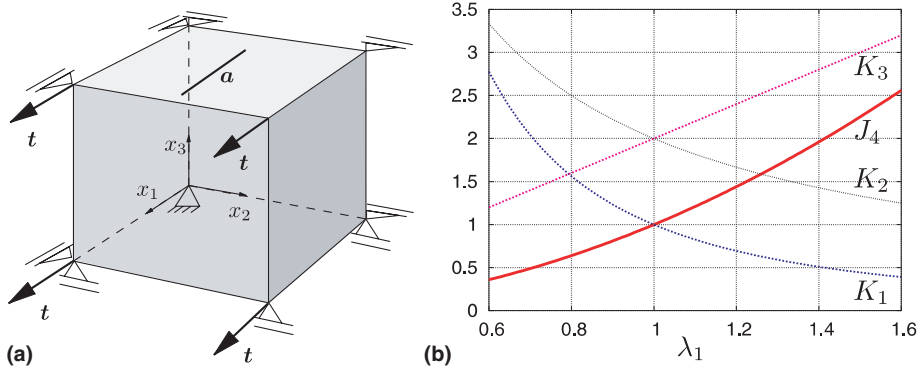 a
t
t
x₃
x₁
x₂
t
t
(a)
3.5
3
2.5
2
1.5
1
0.5
0
K₃
J₄
K₂
K₁
0.6 0.8 1 1.2 1.4 1.6
λ₁
(b)